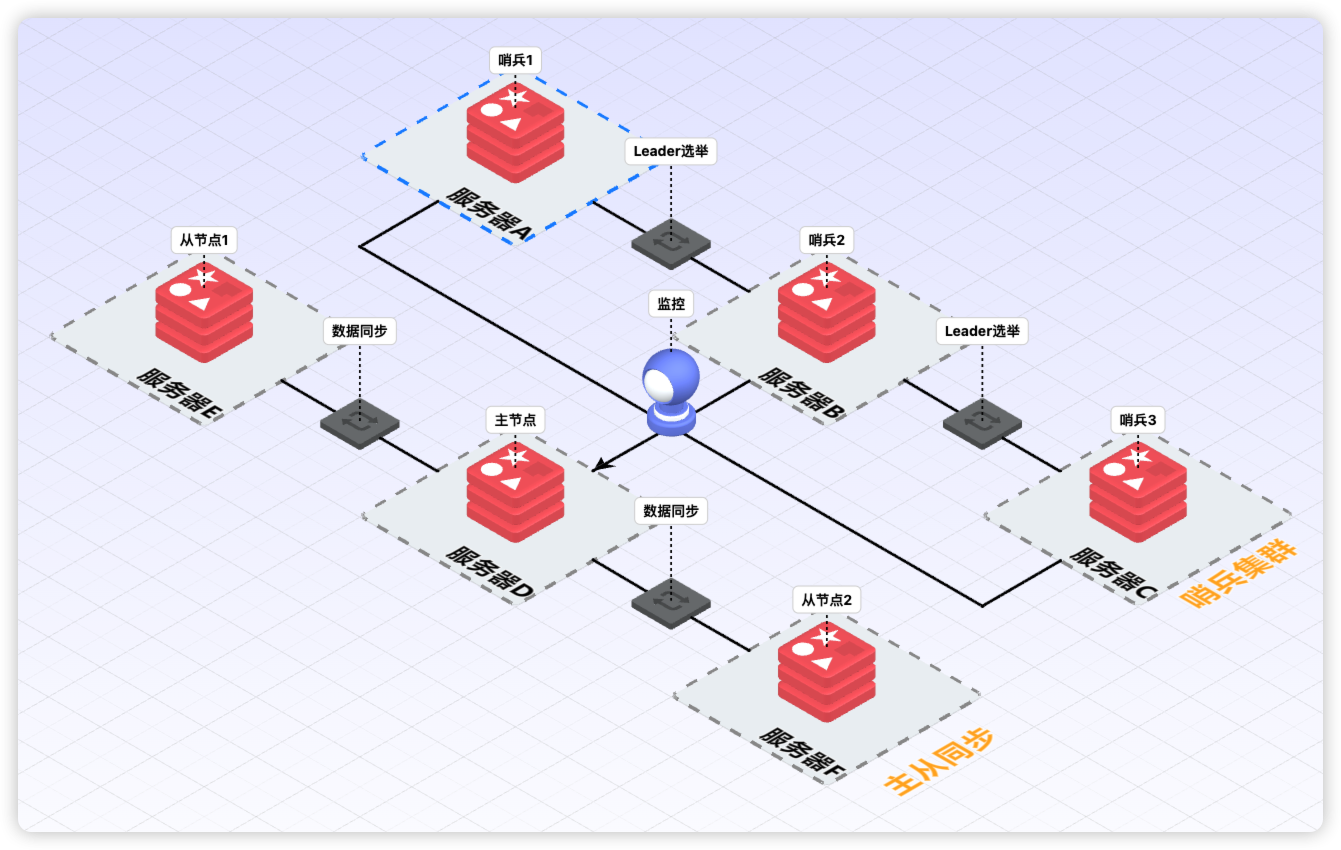 哨兵1
Leader选举
服务器A
从节点1
哨兵2
监控
数据同步
Leader选举
服务器E
服务器B
主节点
哨兵3
数据同步
服务器D
服务器C
哨兵集群
从节点2
服务器F
主从同步